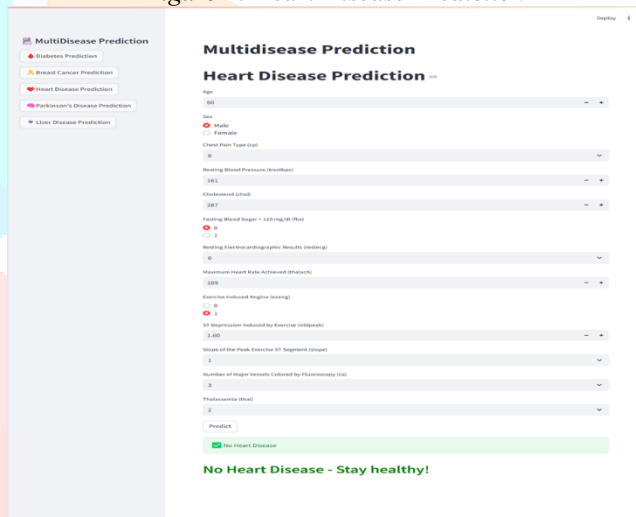 Deploy
MultiDisease Prediction
Diabetes Prediction
Breast Cancer Prediction
Heart Disease Prediction
Parkinson's Disease Prediction
Liver Disease Prediction
Multidisease Prediction
Heart Disease Prediction
Age
60
Sex
Male
Female
Chest Pain Type (cp)
0
Resting Blood Pressure (trestbps)
161
Cholesterol (chol)
287
Fasting Blood Sugar > 120 mg/dl (fbs)
0
1
Resting Electrocardiographic Results (restecg)
0
Maximum Heart Rate Achieved (thalach)
Exercise Induced Angina (exang)
0
1
ST Depression Induced by Exercise (oldpeak)
1.60
Slope of the Peak Exercise ST Segment (slope)
1
Number of Major Vessels Colored by Fluoroscopy (ca)
Thalassemia (thal)
2
Predict
No Heart Disease
No Heart Disease - Stay healthy!